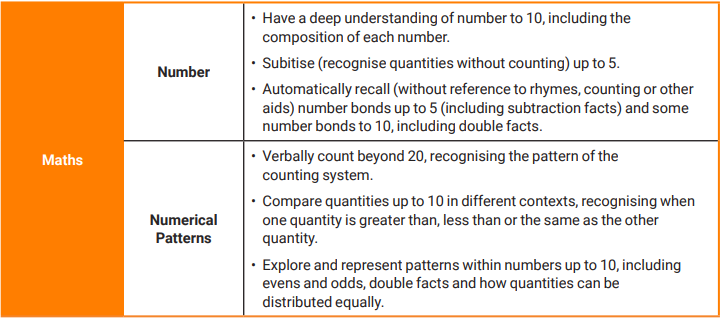 Maths
Number
• Have a deep understanding of number to 10, including the
composition of each number.
• Subitise (recognise quantities without counting) up to 5.
• Automatically recall (without reference to rhymes, counting or other
aids) number bonds up to 5 (including subtraction facts) and some
number bonds to 10, including double facts.
Numerical
Patterns
• Verbally count beyond 20, recognising the pattern of the
counting system.
• Compare quantities up to 10 in different contexts, recognising when
one quantity is greater than, less than or the same as the other
quantity.
• Explore and represent patterns within numbers up to 10, including
evens and odds, double facts and how quantities can be
distributed equally.